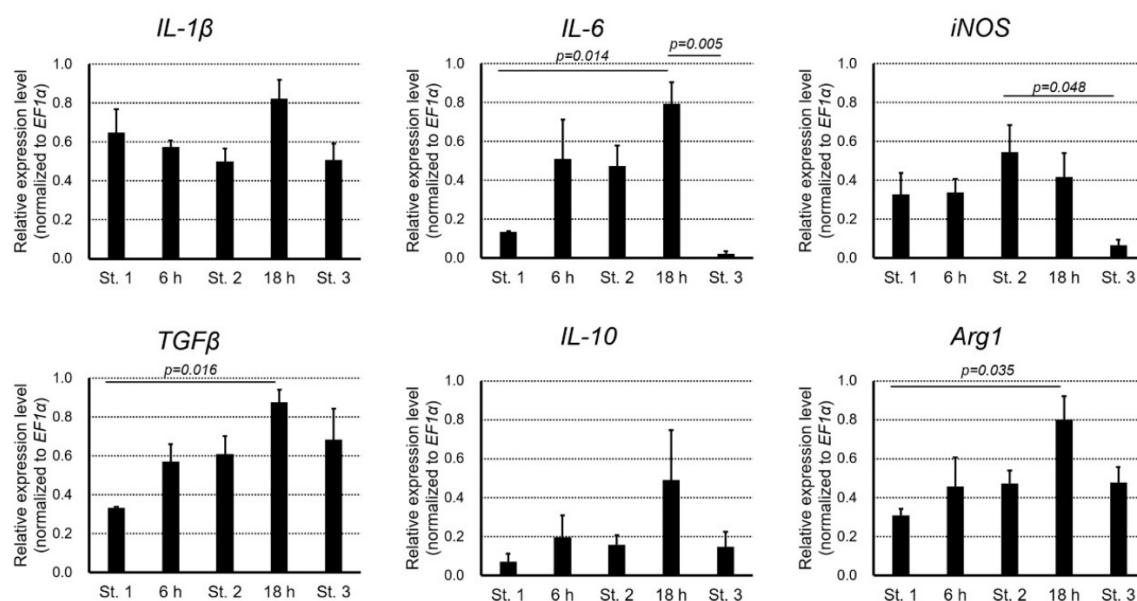 IL-1β
Relative expression level
(normalized to EF1α)
1.0
0.8
0.6
0.4
0.2
0.0
St. 1 6 h St. 2 18 h St. 3
IL-6
p=0.014
p=0.005
Relative expression level
(normalized to EF1α)
1.0
0.8
0.6
0.4
0.2
0.0
St. 1 6 h St. 2 18 h St. 3
iNOS
p=0.048
Relative expression level
(normalized to EF1α)
1.0
0.8
0.6
0.4
0.2
0.0
St. 1 6 h St. 2 18 h St. 3
TGFβ
p=0.016
Relative expression level
(normalized to EF1α)
1.0
0.8
0.6
0.4
0.2
0.0
St. 1 6 h St. 2 18 h St. 3
IL-10
Relative expression level
(normalized to EF1α)
1.0
0.8
0.6
0.4
0.2
0.0
St. 1 6 h St. 2 18 h St. 3
Arg1
p=0.035
Relative expression level
(normalized to EF1α)
1.0
0.8
0.6
0.4
0.2
0.0
St. 1 6 h St. 2 18 h St. 3